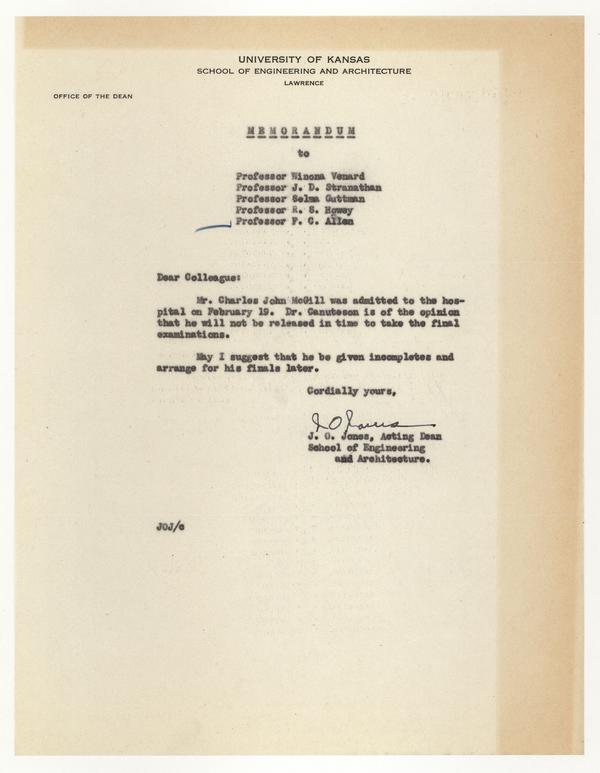 UNIVERSITY OF KANSAS
SCHOOL OF ENGINEERING AND ARCHITECTURE
LAWRENCE
OFFICE OF THE DEAN
MEMORANDUM
to
Professor Winona Venard
Professor J. D. Stranathan
Professor Selma Guttman
Professor R. S. Howey
Professor F. C. Allen
Dear Colleague:
Mr. Charles John McGill was admitted to the hos-
pital on February 19. Dr. Canuteson is of the opinion
that he will not be released in time to take the final
examinations.
May I suggest that he be given incompletes and
arrange for his finals later.
Cordially yours,
J O Jones
J. O. Jones, Acting Dean
School of Engineering
and Architecture.
JOJ/c